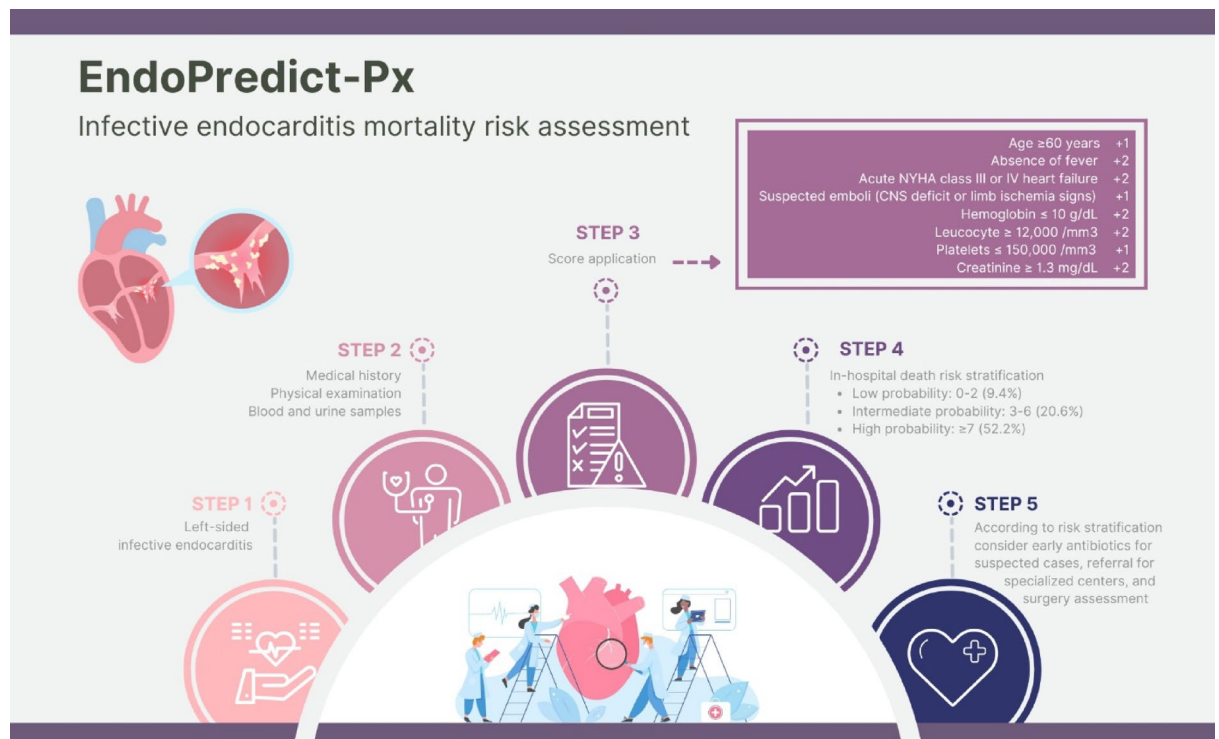 EndoPredict-Px
Infective endocarditis mortality risk assessment
Age ≥60 years +1
Absence of fever +2
Acute NYHA class III or IV heart failure +2
Suspected emboli (CNS deficit or limb ischemia signs) +1
Hemoglobin ≤ 10 g/dL +2
Leucocyte ≥ 12,000 /mm3 +2
Platelets ≤ 150,000 /mm3 +1
Creatinine ≥ 1.3 mg/dL +2
STEP 1
Left-sided
infective endocarditis
STEP 2
Medical history
Physical examination
Blood and urine samples
STEP 3
Score application
STEP 4
In-hospital death risk stratification
• Low probability: 0-2 (9.4%)
• Intermediate probability: 3-6 (20.6%)
• High probability: ≥7 (52.2%)
STEP 5
According to risk stratification
consider early antibiotics for
suspected cases, referral for
specialized centers, and
surgery assessment